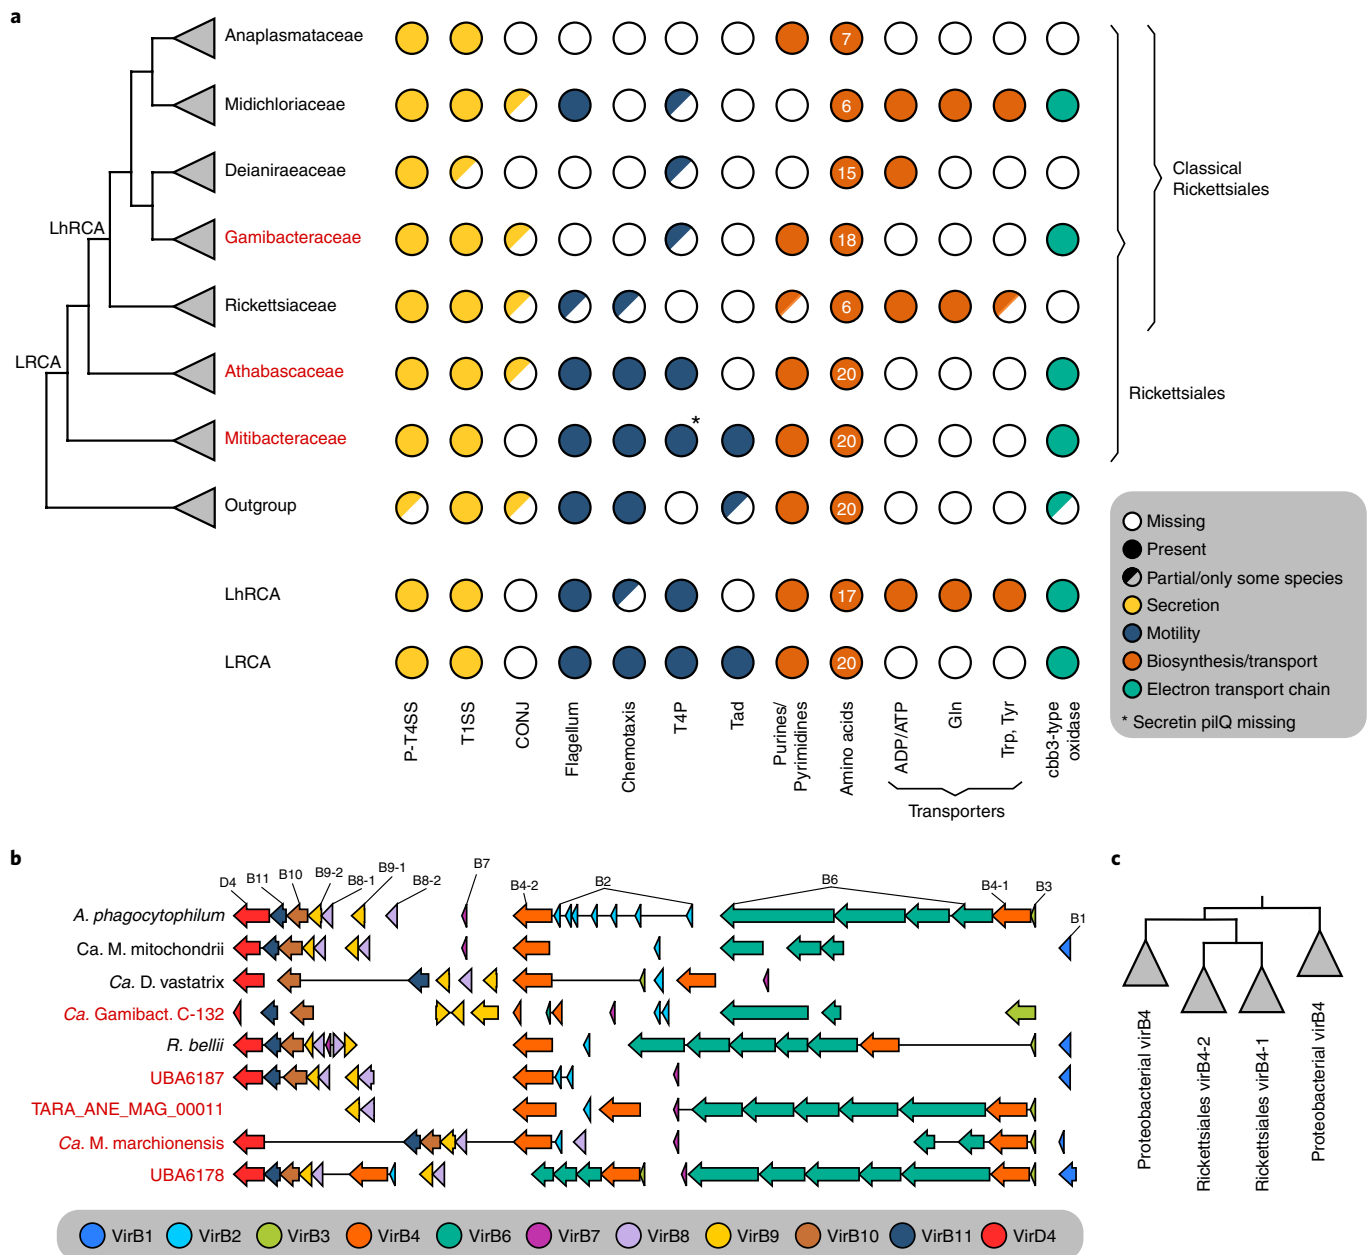 a
Anaplasmataceae
7
Midichloriaceae
6
Deianiraeaceae
15
Classical
Rickettsiales
LhRCA
Gamibacteraceae
18
Rickettsiaceae
6
LRCA
Athabascaceae
20
Rickettsiales
Mitibacteraceae
*
20
Outgroup
20
LhRCA
17
LRCA
20
P-T4SS
T1SS
CONJ
Flagellum
Chemotaxis
T4P
Tad
Purines/
Pyrimidines
Amino acids
ADP/ATP
Gln
Trp, Tyr
cbb3-type
oxidase
Transporters
Missing
Present
Partial/only some species
Secretion
Motility
Biosynthesis/transport
Electron transport chain
* Secretin pilQ missing
b
D4
B11
B10
B9-2
B8-1
B9-1
B8-2
B7
B4-2
B2
B6
B4-1
B3
B1
A. phagocytophilum
Ca. M. mitochondrii
Ca. D. vastatrix
Ca. Gamibact. C-132
R. bellii
UBA6187
TARA_ANE_MAG_00011
Ca. M. marchionensis
UBA6178
VirB1
VirB2
VirB3
VirB4
VirB6
VirB7
VirB8
VirB9
VirB10
VirB11
VirD4
c
Proteobacterial virB4
Rickettsiales virB4-2
Rickettsiales virB4-1
Proteobacterial virB4